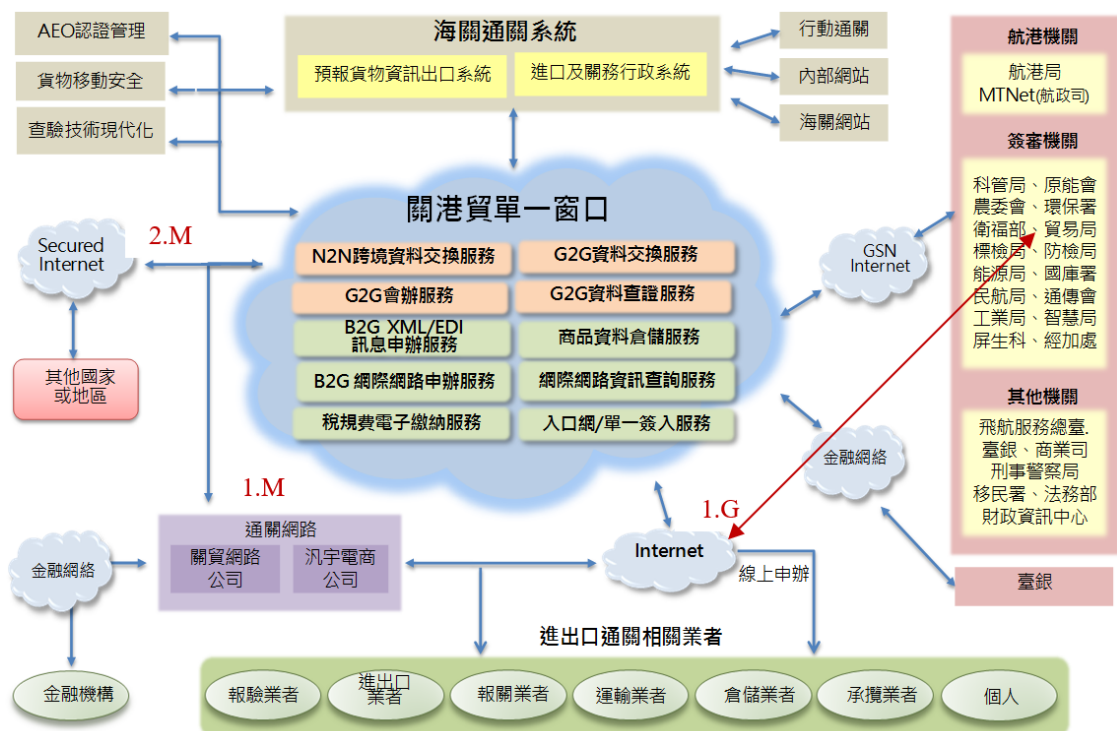 AEO認證管理
貨物移動安全
查驗技術現代化
海關通關系統
預報貨物資訊出口系統
進口及關務行政系統
行動通關
內部網站
海關網站
航港機關
航港局
MTNet(航政司)
簽審機關
科管局、原能會
農委會、環保署
衛福部、貿易局
標檢局、防檢局
能源局、國庫署
民航局、通傳會
工業局、智慧局
屏生科、經加處
其他機關
飛航服務總臺.
臺銀、商業司
刑事警察局
移民署、法務部
財政資訊中心
臺銀
關港貿單一窗口
N2N跨境資料交換服務
G2G資料交換服務
G2G會辦服務
G2G資料查證服務
B2G XML/EDI
訊息申辦服務
商品資料倉儲服務
B2G 網際網路申辦服務
網際網路資訊查詢服務
稅規費電子繳納服務
入口網/單一簽入服務
Secured
Internet
2.M
其他國家
或地區
GSN
Internet
金融網絡
1.M
1.G
通關網路
關貿網路
公司
汎宇電商
公司
金融網絡
金融機構
Internet
線上申辦
進出口通關相關業者
報驗業者
進出口
業者
報關業者
運輸業者
倉儲業者
承攬業者
個人